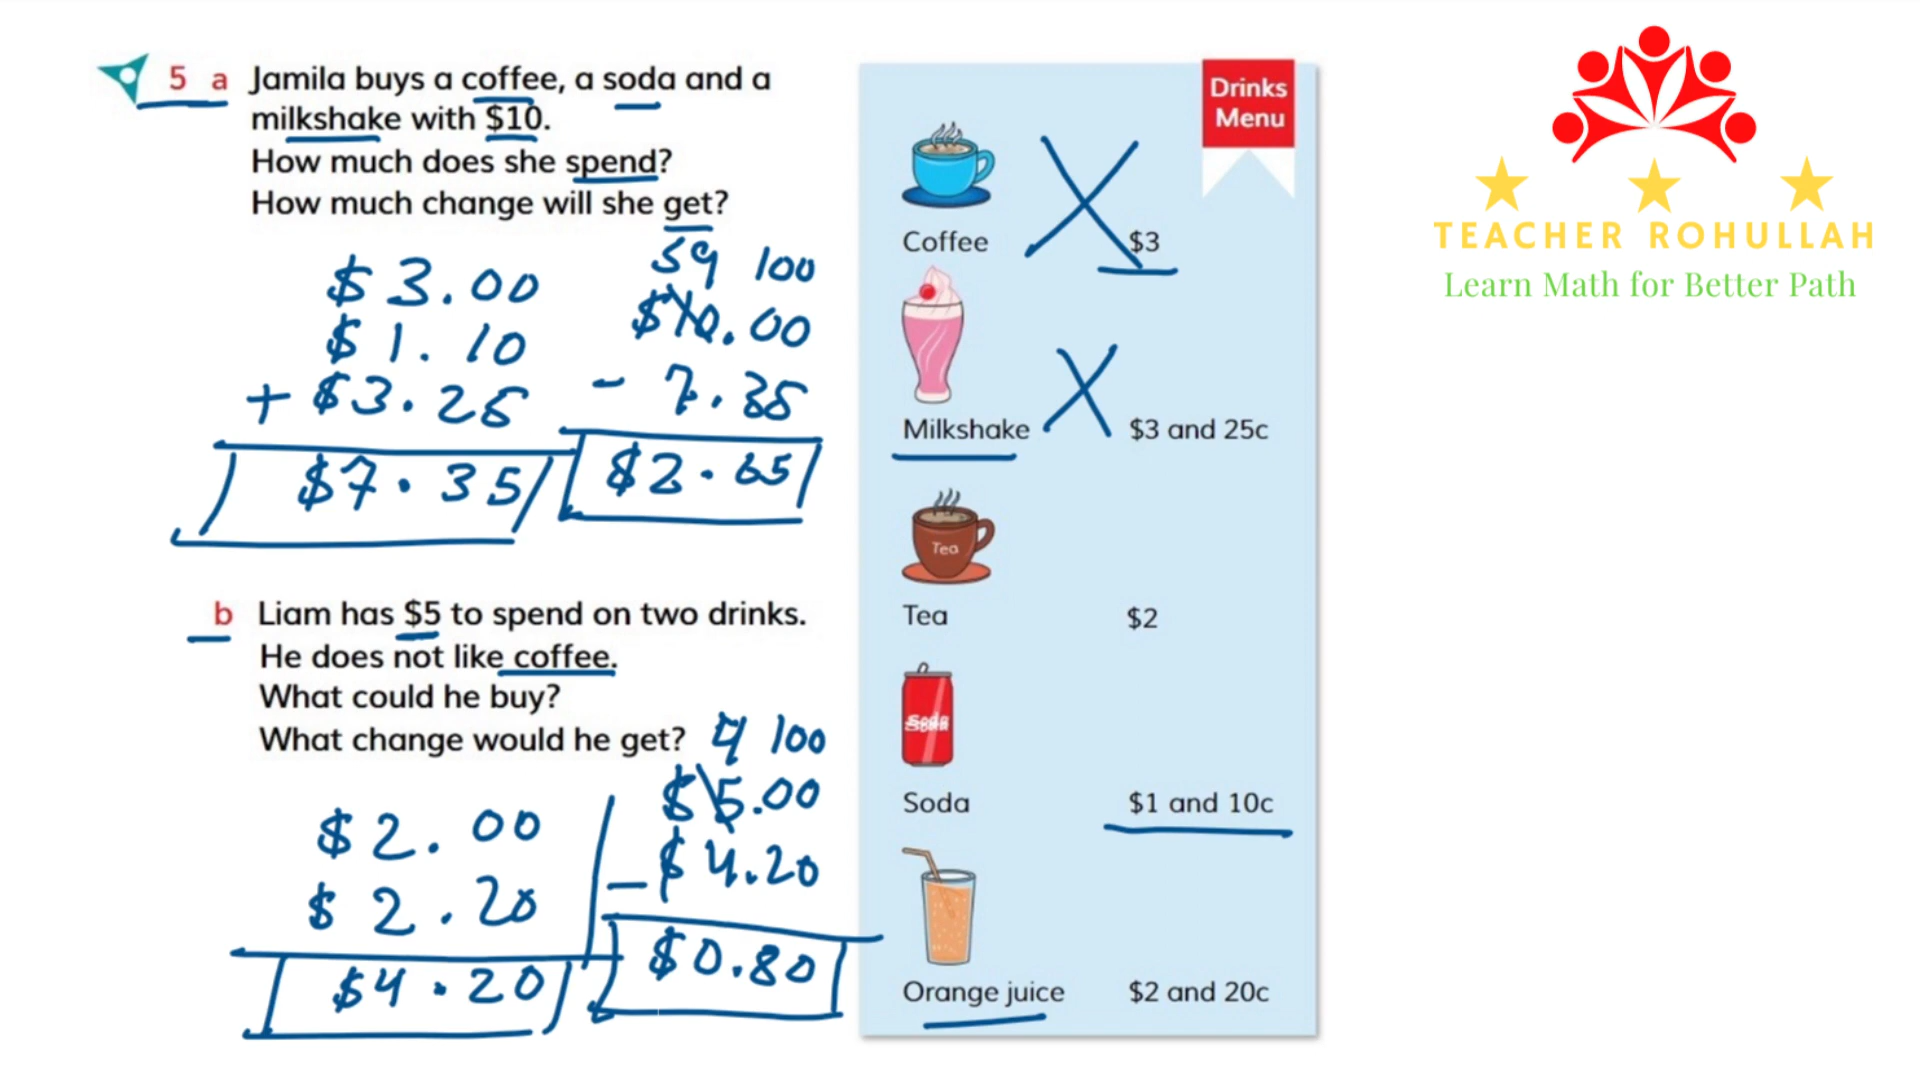 5 a Jamila buys a coffee, a soda and a
milkshake with $10.
How much does she spend?
How much change will she get?
$3.00
$1.10
+ $3.25
$7.35
100
$10.00
- 7.35
$2.65
b Liam has $5 to spend on two drinks.
He does not like coffee.
What could he buy?
What change would he get?
$2.00
$2.20
$4.20
4 100
$5.00
- $4.20
$0.80
Drinks
Menu
Coffee $3
Milkshake $3 and 25c
Tea
Tea $2
Soda
Soda $1 and 10c
Orange juice $2 and 20c
TEACHER ROHULLAH
Learn Math for Better Path